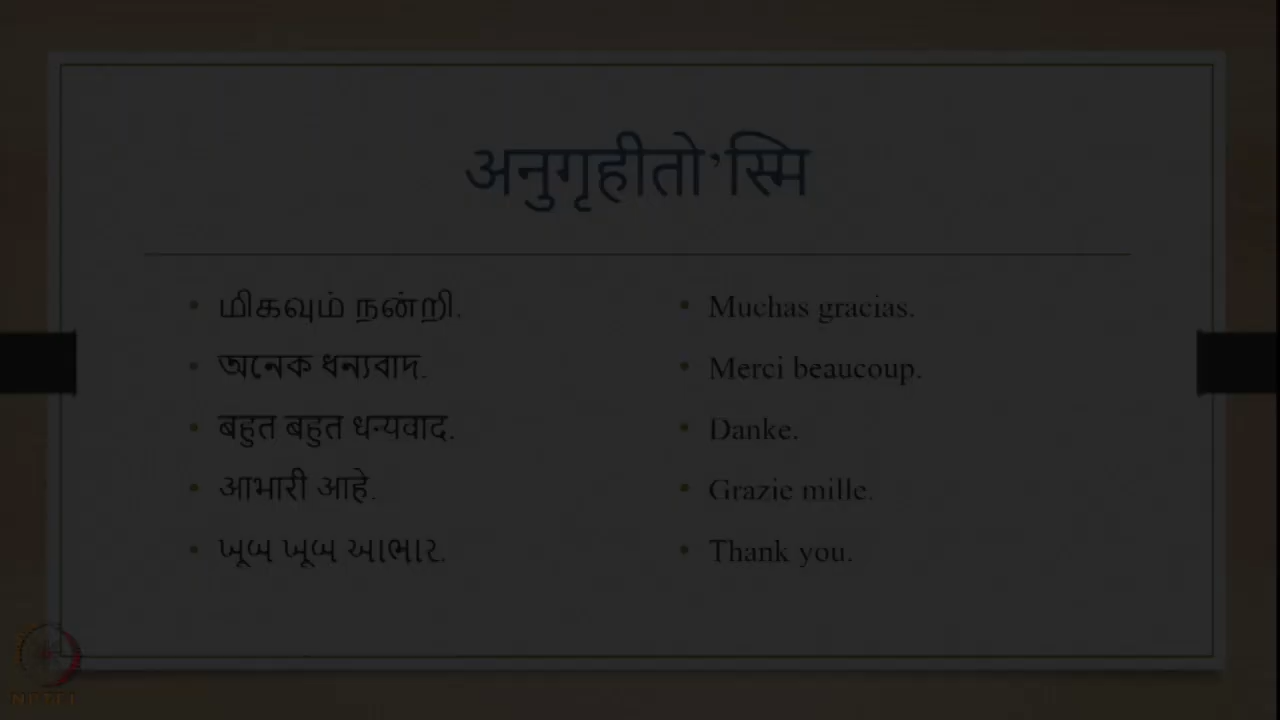 अनुगृहीतो’स्मि
மிகவும் நன்றி.
অনেক ধন্যবাদ.
बहुत बहुत धन्यवाद.
आभारी आहे.
ખૂબ ખૂબ આભાર.
Muchas gracias.
Merci beaucoup.
Danke.
Grazie mille.
Thank you.
NPTEL